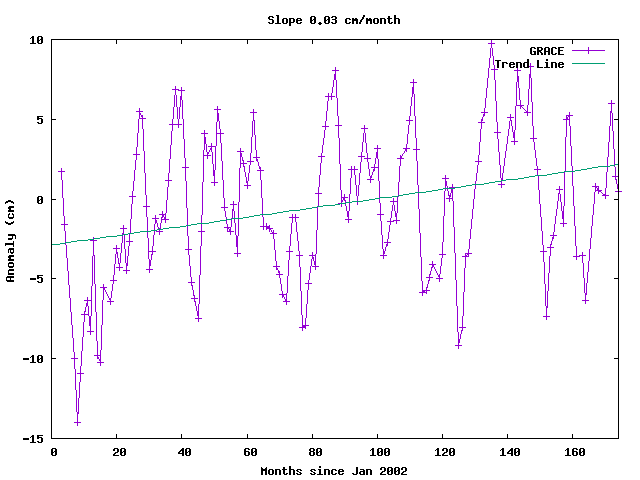 Slope 0.03 cm/month
GRACE
Trend Line
10
5
0
-5
-10
-15
Anomaly (cm)
0 20 40 60 80 100 120 140 160
Months since Jan 2002